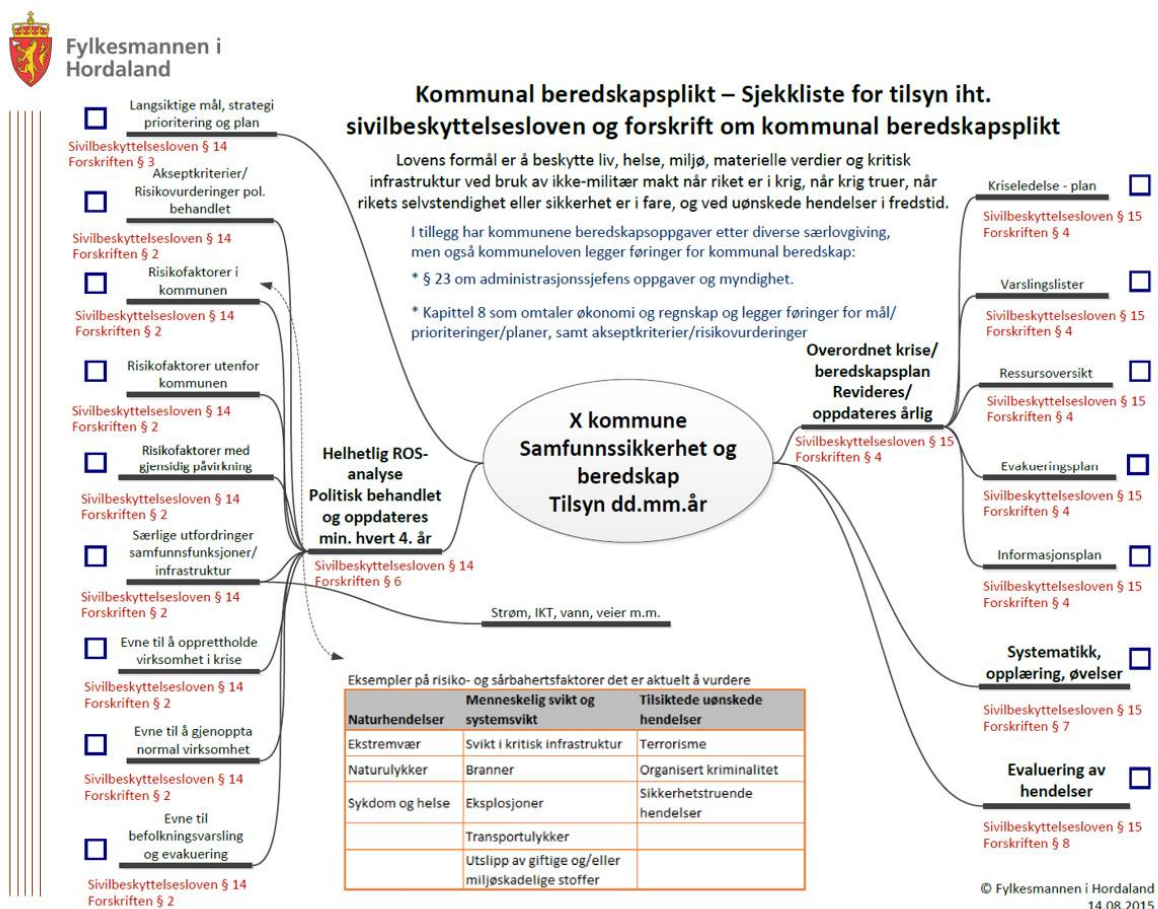 Fylkesmannen i
Hordaland
Kommunal beredskapsplikt – Sjekkliste for tilsyn iht.
sivilbeskyttelsesloven og forskrift om kommunal beredskapsplikt
Lovens formål er å beskytte liv, helse, miljø, materielle verdier og kritisk
infrastruktur ved bruk av ikke-militær makt når riket er i krig, når krig truer, når
rikets selvstendighet eller sikkerhet er i fare, og ved uønskede hendelser i fredstid.
I tillegg har kommunene beredskapsoppgaver etter diverse særlovgiving,
men også kommuneloven legger føringer for kommunal beredskap:
* § 23 om administrasjonssjefens oppgaver og myndighet.
* Kapittel 8 som omtaler økonomi og regnskap og legger føringer for mål/
prioriteringer/planer, samt akseptkriterier/risikovurderinger
Langsiktige mål, strategi
prioritering og plan
Sivilbeskyttelsesloven § 14
Forskriften § 3
Akseptkriterier/
Risikovurderinger pol.
behandlet
Sivilbeskyttelsesloven § 14
Forskriften § 2
Risikofaktorer i
kommunen
Sivilbeskyttelsesloven § 14
Forskriften § 2
Risikofaktorer utenfor
kommunen
Sivilbeskyttelsesloven § 14
Forskriften § 2
Risikofaktorer med
gjensidig påvirkning
Sivilbeskyttelsesloven § 14
Forskriften § 2
Særlige utfordringer
samfunnsfunksjoner/
infrastruktur
Sivilbeskyttelsesloven § 14
Forskriften § 2
Evne til å opprettholde
virksomhet i krise
Sivilbeskyttelsesloven § 14
Forskriften § 2
Evne til å gjenoppta
normal virksomhet
Sivilbeskyttelsesloven § 14
Forskriften § 2
Evne til
befolkningsvarsling
og evakuering
Sivilbeskyttelsesloven § 14
Forskriften § 2
Helhetlig ROS-
analyse
Politisk behandlet
og oppdateres
min. hvert 4. år
Sivilbeskyttelsesloven § 14
Forskriften § 6
X kommune
Samfunnssikkerhet og
beredskap
Tilsyn dd.mm.år
Strøm, IKT, vann, veier m.m.
Overordnet krise/
beredskapsplan
Revideres/
oppdateres årlig
Sivilbeskyttelsesloven § 15
Forskriften § 4
Kriseledelse - plan
Sivilbeskyttelsesloven § 15
Forskriften § 4
Varslingslister
Sivilbeskyttelsesloven § 15
Forskriften § 4
Ressursoversikt
Sivilbeskyttelsesloven § 15
Forskriften § 4
Evakueringsplan
Sivilbeskyttelsesloven § 15
Forskriften § 4
Informasjonsplan
Sivilbeskyttelsesloven § 15
Forskriften § 4
Systematikk,
opplæring, øvelser
Sivilbeskyttelsesloven § 15
Forskriften § 7
Evaluering av
hendelser
Sivilbeskyttelsesloven § 15
Forskriften § 8
Eksempler på risiko- og sårbahertsfaktorer det er aktuelt å vurdere
Naturhendelser Menneskelig svikt og systemsvikt Tilsiktede uønskede hendelser
Ekstremvær Svikt i kritisk infrastruktur Terrorisme
Naturulykker Branner Organisert kriminalitet
Sykdom og helse Eksplosjoner Sikkerhetstruende hendelser
Transportulykker
Utslipp av giftige og/eller
miljøskadelige stoffer
© Fylkesmannen i Hordaland
14.08.2015